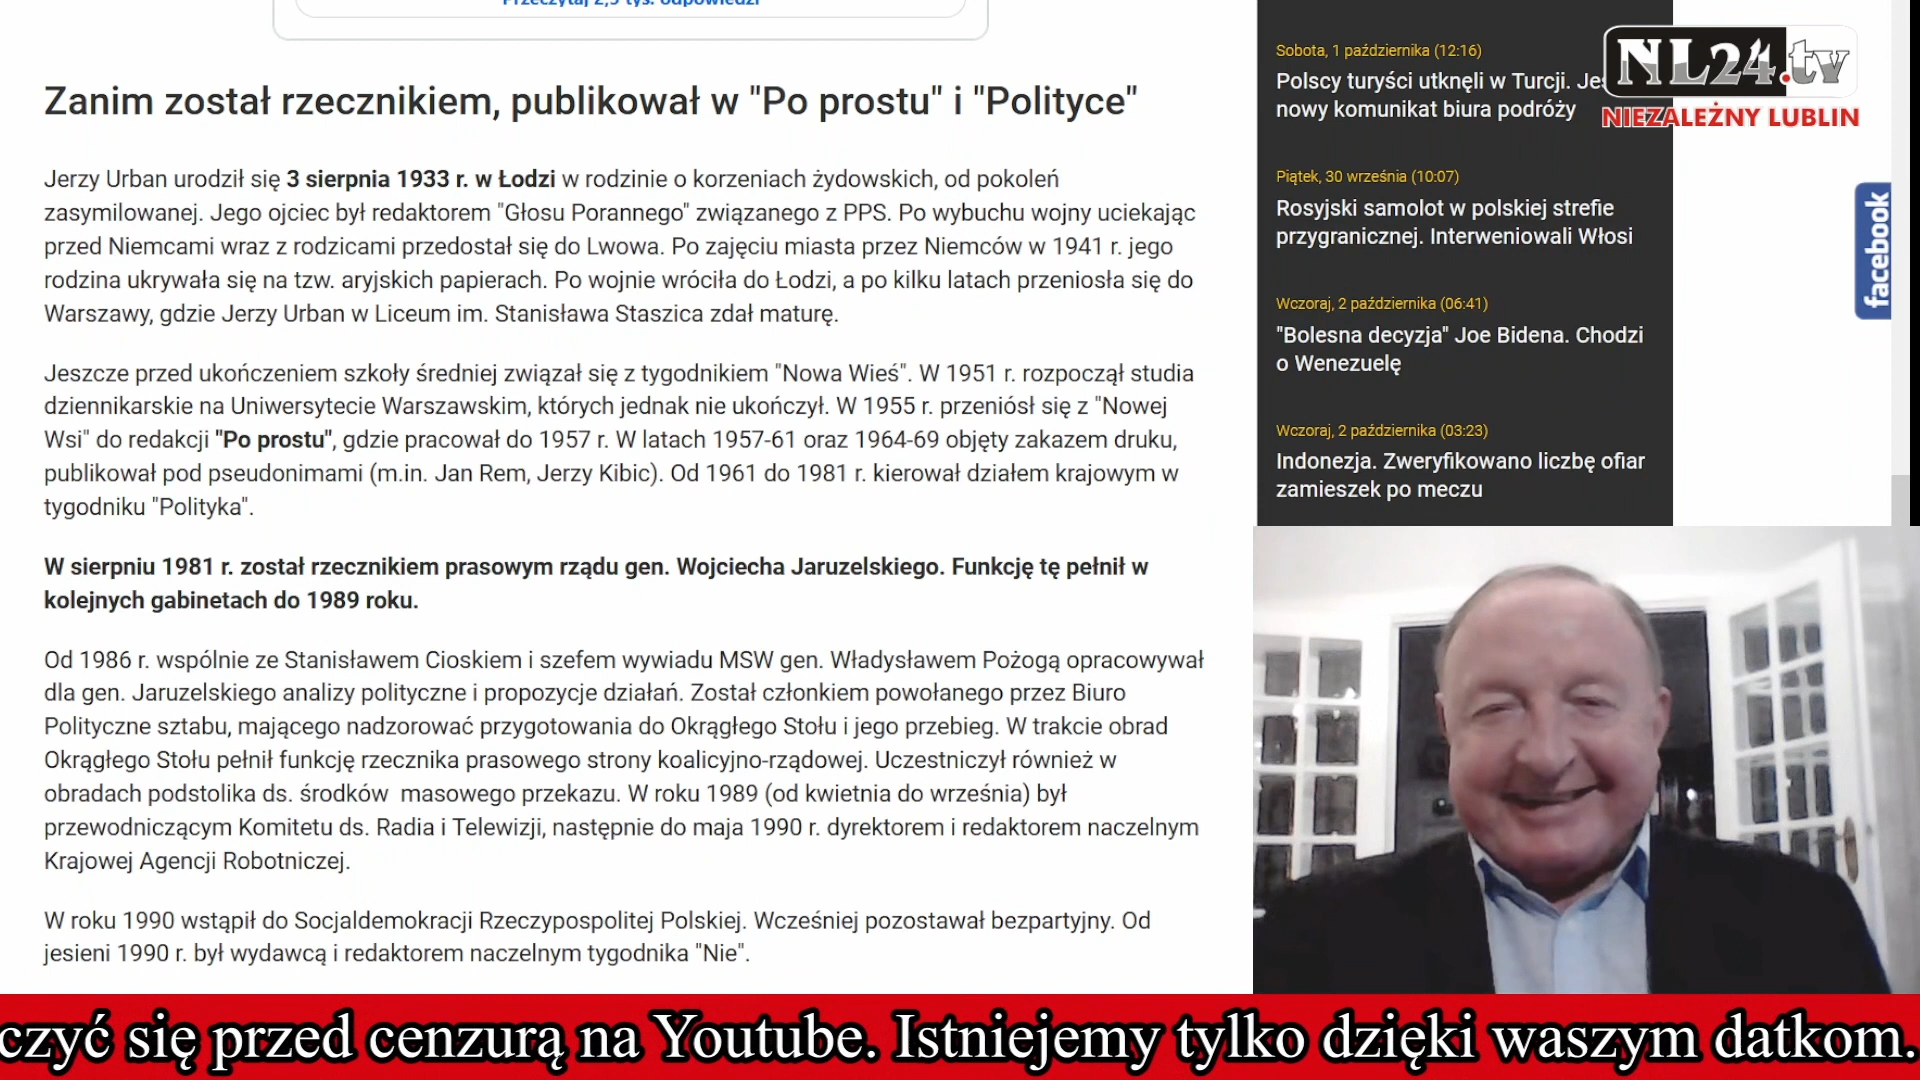 Przeczytaj 2,5 tys. odpowiedzi
Zanim został rzecznikiem, publikował w "Po prostu" i "Polityce"
Jerzy Urban urodził się 3 sierpnia 1933 r. w Łodzi w rodzinie o korzeniach żydowskich, od pokoleń
zasymilowanej. Jego ojciec był redaktorem "Głosu Porannego" związanego z PPS. Po wybuchu wojny uciekając
przed Niemcami wraz z rodzicami przedostał się do Lwowa. Po zajęciu miasta przez Niemców w 1941 r. jego
rodzina ukrywała się na tzw. aryjskich papierach. Po wojnie wróciła do Łodzi, a po kilku latach przeniosła się do
Warszawy, gdzie Jerzy Urban w Liceum im. Stanisława Staszica zdał maturę.
Jeszcze przed ukończeniem szkoły średniej związał się z tygodnikiem "Nowa Wieś". W 1951 r. rozpoczął studia
dziennikarskie na Uniwersytecie Warszawskim, których jednak nie ukończył. W 1955 r. przeniósł się z "Nowej
Wsi" do redakcji "Po prostu", gdzie pracował do 1957 r. W latach 1957-61 oraz 1964-69 objęty zakazem druku,
publikował pod pseudonimami (m.in. Jan Rem, Jerzy Kibic). Od 1961 do 1981 r. kierował działem krajowym w
tygodniku "Polityka".
W sierpniu 1981 r. został rzecznikiem prasowym rządu gen. Wojciecha Jaruzelskiego. Funkcję tę pełnił w
kolejnych gabinetach do 1989 roku.
Od 1986 r. wspólnie ze Stanisławem Cioskiem i szefem wywiadu MSW gen. Władysławem Pożogą opracowywał
dla gen. Jaruzelskiego analizy polityczne i propozycje działań. Został członkiem powołanego przez Biuro
Polityczne sztabu, mającego nadzorować przygotowania do Okrągłego Stołu i jego przebieg. W trakcie obrad
Okrągłego Stołu pełnił funkcję rzecznika prasowego strony koalicyjno-rządowej. Uczestniczył również w
obradach podstolika ds. środków masowego przekazu. W roku 1989 (od kwietnia do września) był
przewodniczącym Komitetu ds. Radia i Telewizji, następnie do maja 1990 r. dyrektorem i redaktorem naczelnym
Krajowej Agencji Robotniczej.
W roku 1990 wstąpił do Socjaldemokracji Rzeczypospolitej Polskiej. Wcześniej pozostawał bezpartyjny. Od
jesieni 1990 r. był wydawcą i redaktorem naczelnym tygodnika "Nie".
Sobota, 1 października (12:16)
Polscy turyści utknęli w Turcji. Jes
nowy komunikat biura podróży
Piątek, 30 września (10:07)
Rosyjski samolot w polskiej strefie
przygranicznej. Interweniowali Włosi
Wczoraj, 2 października (06:41)
"Bolesna decyzja" Joe Bidena. Chodzi
o Wenezuelę
Wczoraj, 2 października (03:23)
Indonezja. Zweryfikowano liczbę ofiar
zamieszek po meczu
NL24.tv
NIEZALEŻNY LUBLIN
facebook
czyć się przed cenzurą na Youtube. Istniejemy tylko dzięki waszym datkom.